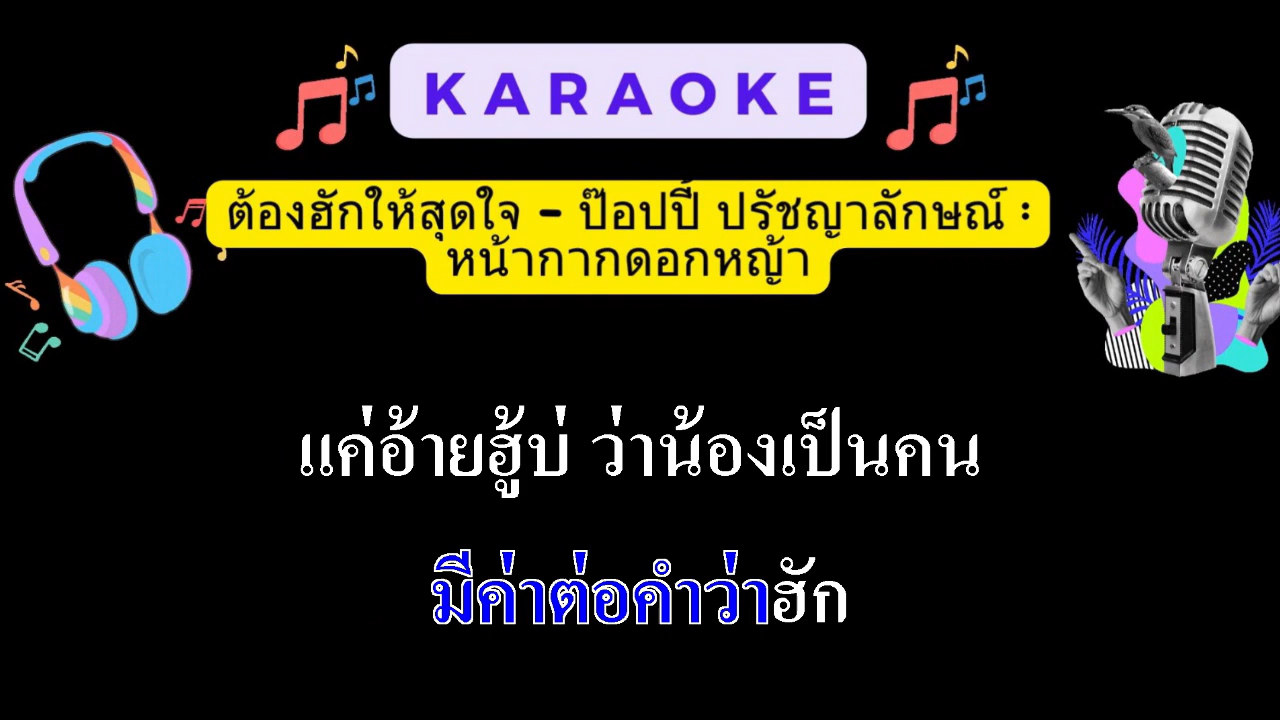 KARAOKE
ต้องฮักให้สุดใจ - ป๊อปปี้ ปรัชญาลักษณ์ :
หน้ากากดอกหญ้า
แค่อ้ายฮู้บ่ ว่าน้องเป็นคน
มีค่าต่อคำว่าฮัก